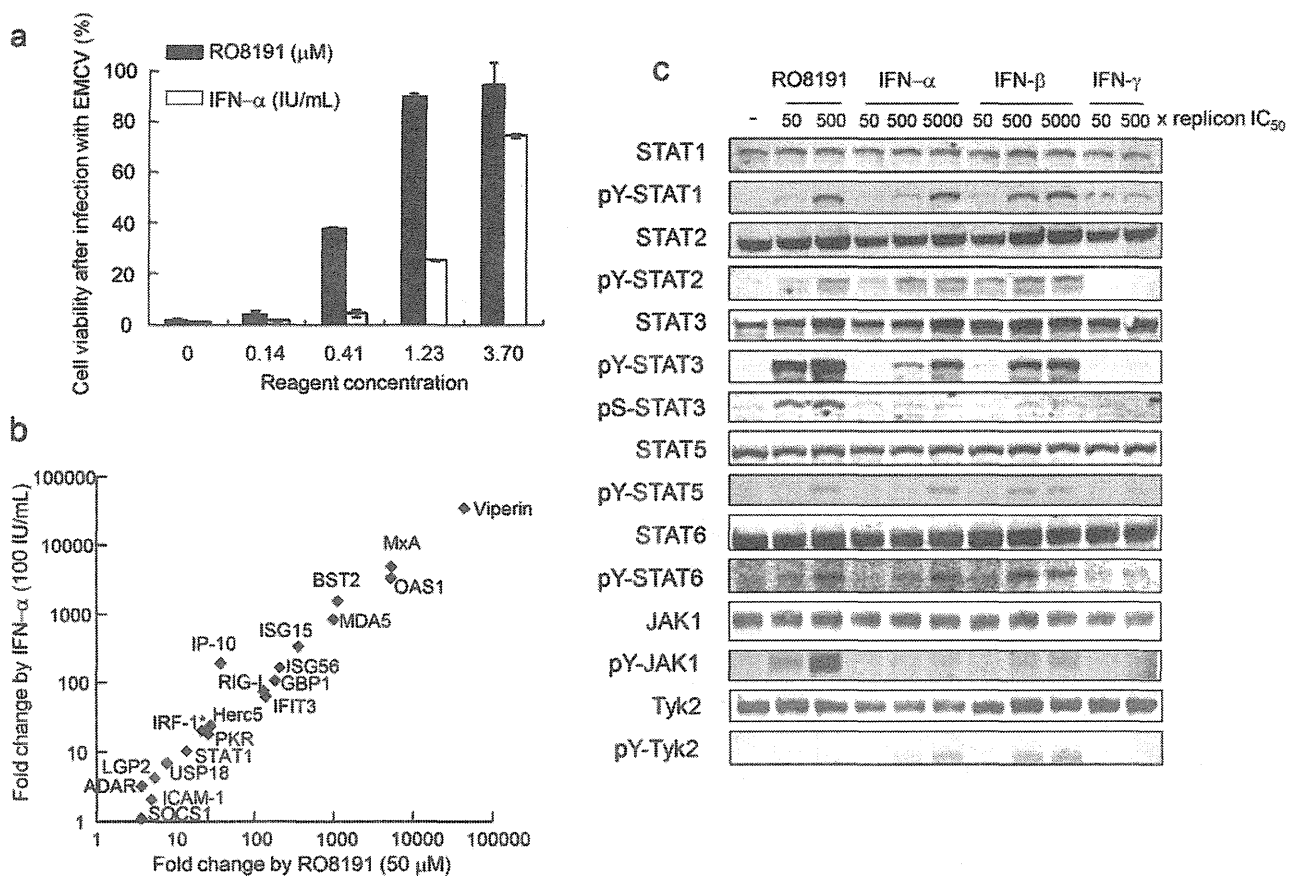 a
Cell viability after infection with EMCV (%)
RO8191 (µM)
IFN-α (IU/mL)
100
80
60
40
20
0
0 0.14 0.41 1.23 3.70
Reagent concentration
b
Fold change by IFN-α (100 IU/mL)
100000
10000
1000
100
10
1
Viperin
MxA
OAS1
BST2
MDA5
ISG15
IP-10
ISG56
GBP1
RIG-I
IFIT3
Herc5
IRF-1*
PKR
STAT1
LGP2
USP18
ADAR
ICAM-1
SOCS1
1 10 100 1000 10000 100000
Fold change by RO8191 (50 µM)
c
RO8191 IFN-α IFN-β IFN-γ
- 50 500 50 500 5000 50 500 5000 50 500 x replicon IC50
STAT1
pY-STAT1
STAT2
pY-STAT2
STAT3
pY-STAT3
pS-STAT3
STAT5
pY-STAT5
STAT6
pY-STAT6
JAK1
pY-JAK1
Tyk2
pY-Tyk2